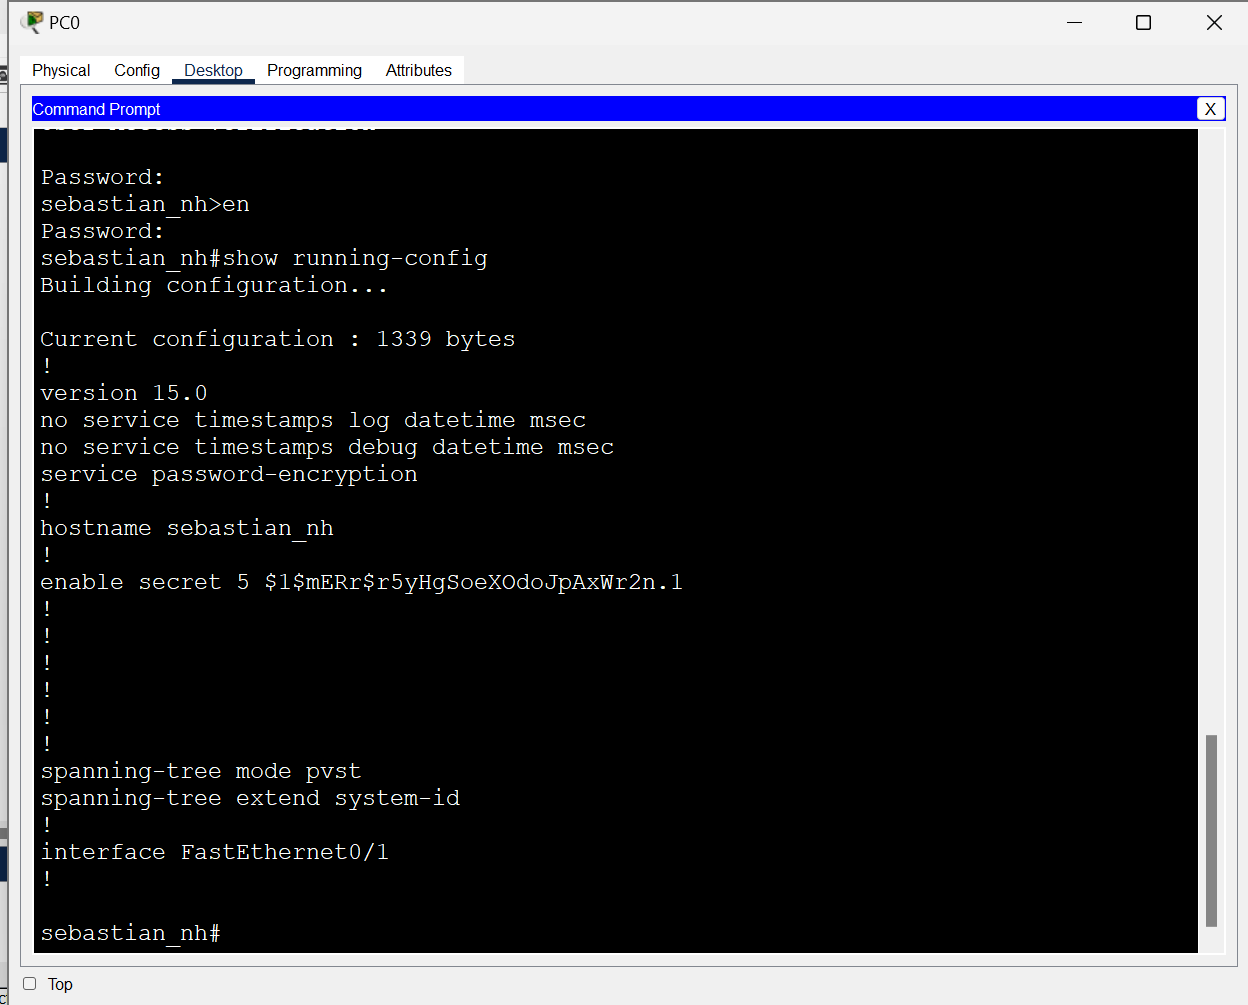 PC0
Physical Config Desktop Programming Attributes
Command Prompt
X
Password:
sebastian_nh>en
Password:
sebastian_nh#show running-config
Building configuration...
Current configuration : 1339 bytes
!
version 15.0
no service timestamps log datetime msec
no service timestamps debug datetime msec
service password-encryption
!
hostname sebastian_nh
!
enable secret 5 $1$mERr$r5yHgSoeXOdoJpAxWr2n.1
!
!
!
!
!
!
spanning-tree mode pvst
spanning-tree extend system-id
!
interface FastEthernet0/1
!
sebastian_nh#
Top